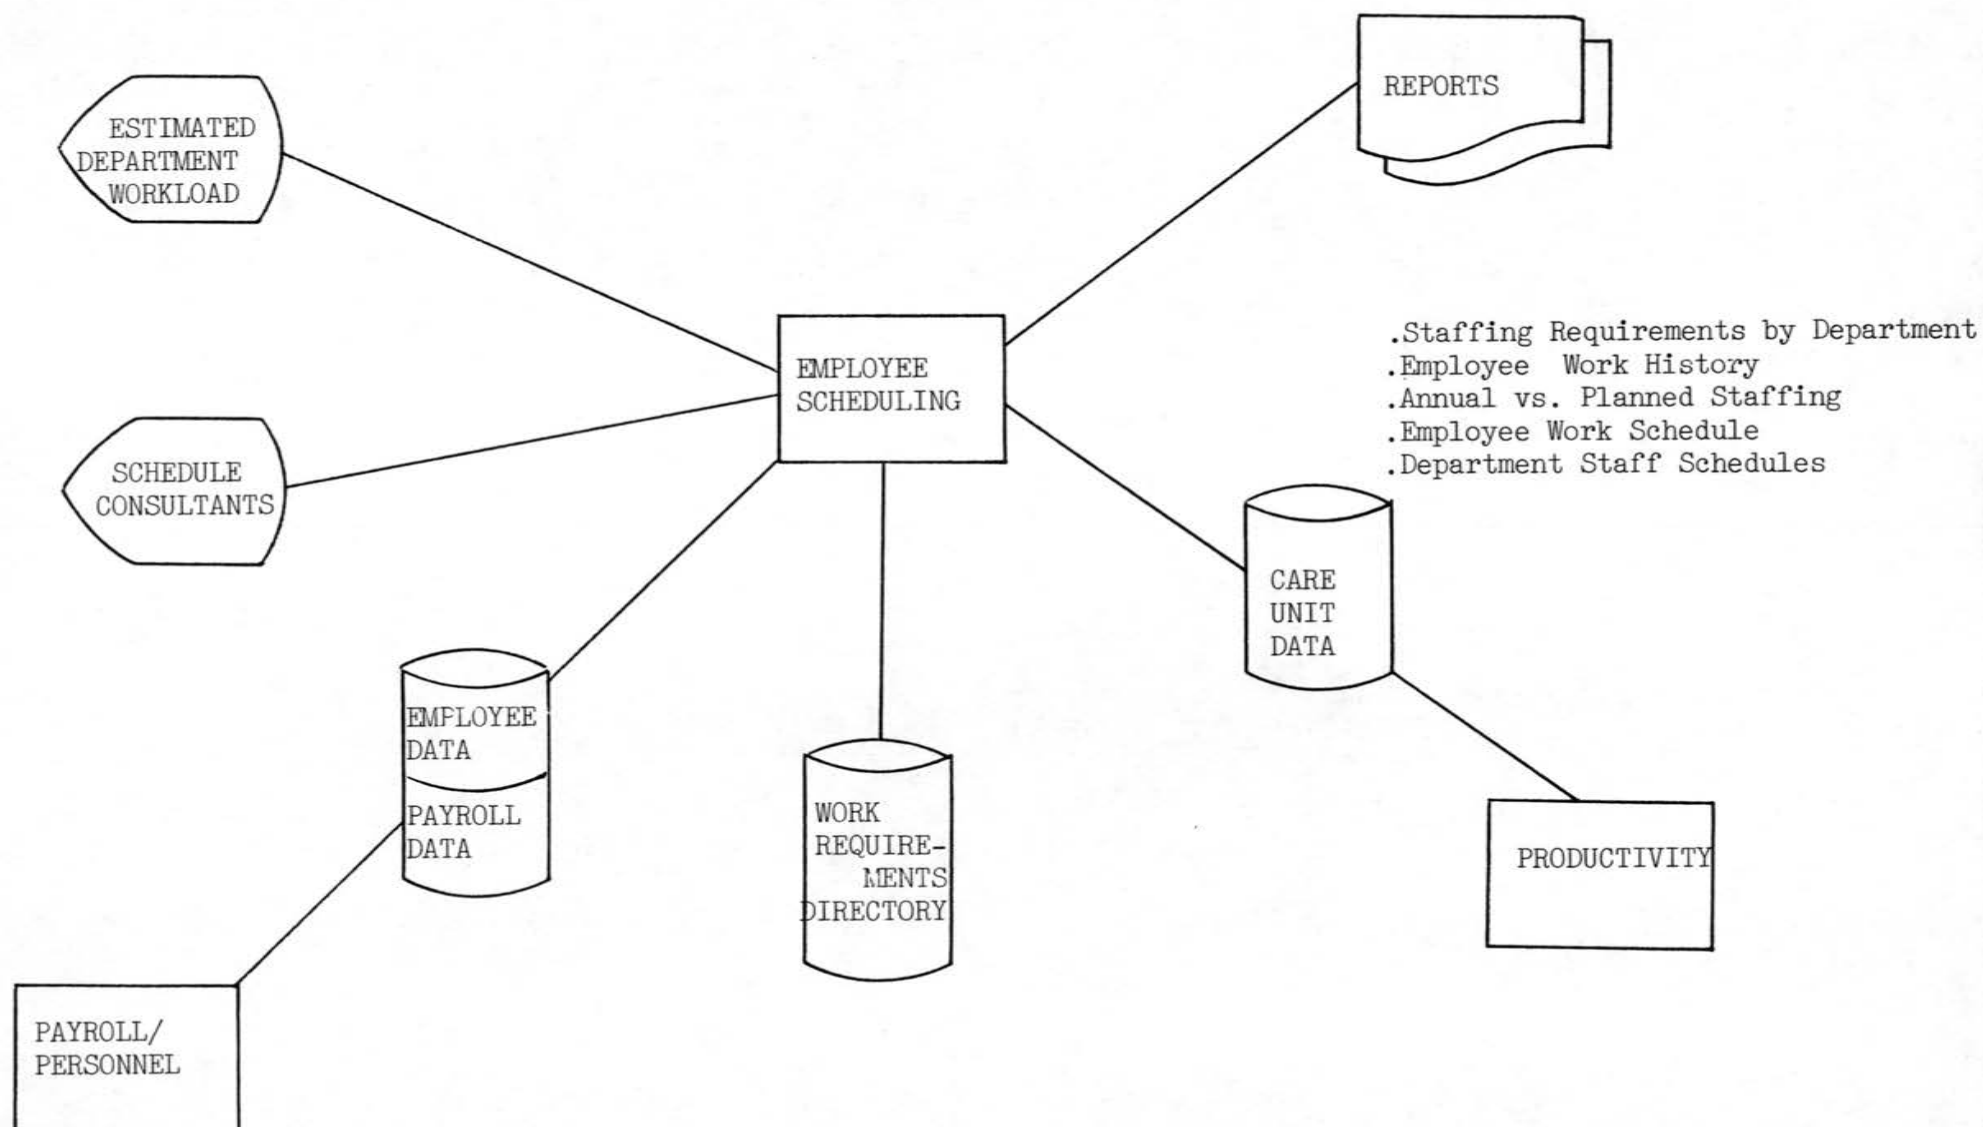 REPORTS
ESTIMATED
DEPARTMENT
WORKLOAD
EMPLOYEE
SCHEDULING
.Staffing Requirements by Department
.Employee  Work History
.Annual vs. Planned Staffing
.Employee Work Schedule
.Department Staff Schedules
SCHEDULE
CONSULTANTS
CARE
UNIT
DATA
EMPLOYEE
DATA
PAYROLL
DATA
WORK
REQUIRE-
MENTS
DIRECTORY
PRODUCTIVITY
PAYROLL/
PERSONNEL